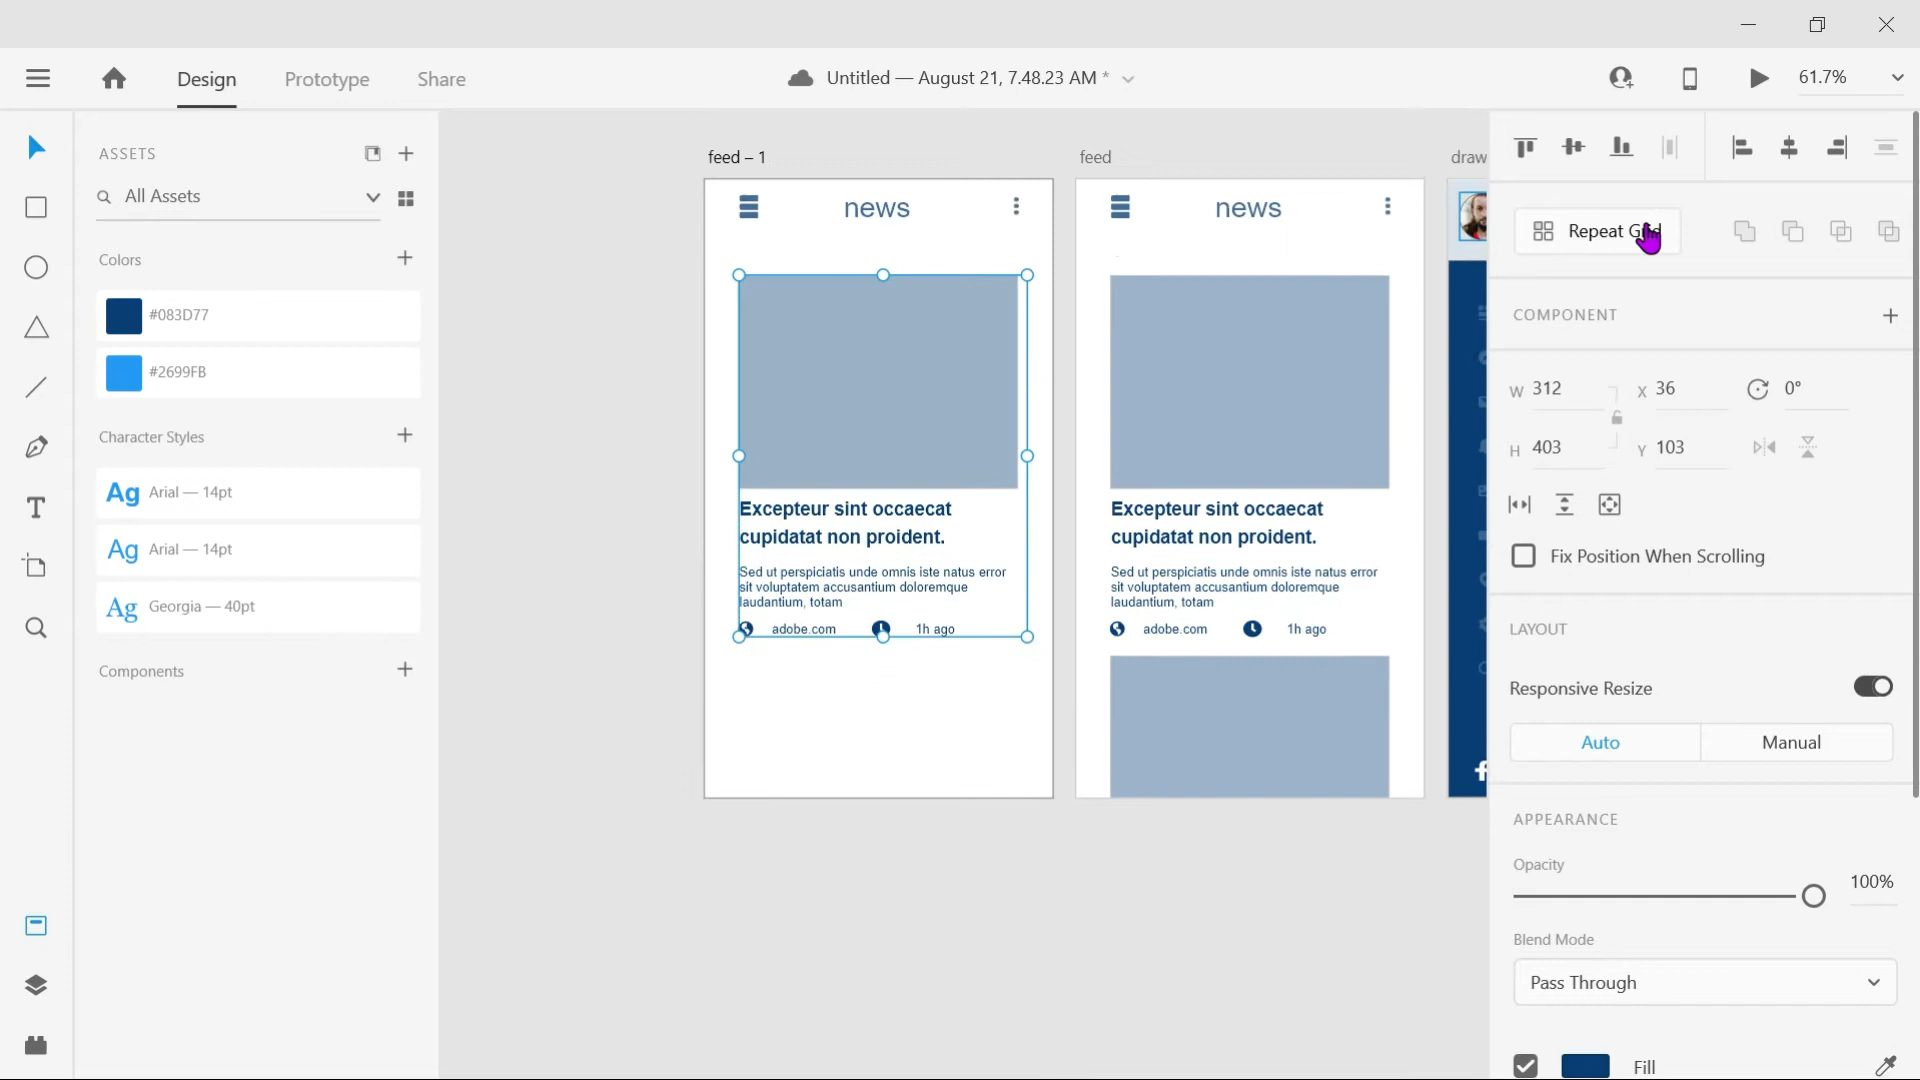 Design
Prototype
Share
Untitled — August 21, 7.48.23 AM *
61.7%
ASSETS
All Assets
Colors
#083D77
#2699FB
Character Styles
Ag Arial — 14pt
Ag Arial — 14pt
Ag Georgia — 40pt
Components
feed – 1
news
Excepteur sint occaecat
cupidatat non proident.
Sed ut perspiciatis unde omnis iste natus error
sit voluptatem accusantium doloremque
laudantium, totam
adobe.com
1h ago
feed
news
Excepteur sint occaecat
cupidatat non proident.
Sed ut perspiciatis unde omnis iste natus error
sit voluptatem accusantium doloremque
laudantium, totam
adobe.com
1h ago
draw
Repeat Grid
COMPONENT
W 312
X 36
0°
H 403
Y 103
Fix Position When Scrolling
LAYOUT
Responsive Resize
Auto
Manual
APPEARANCE
Opacity
100%
Blend Mode
Pass Through
Fill